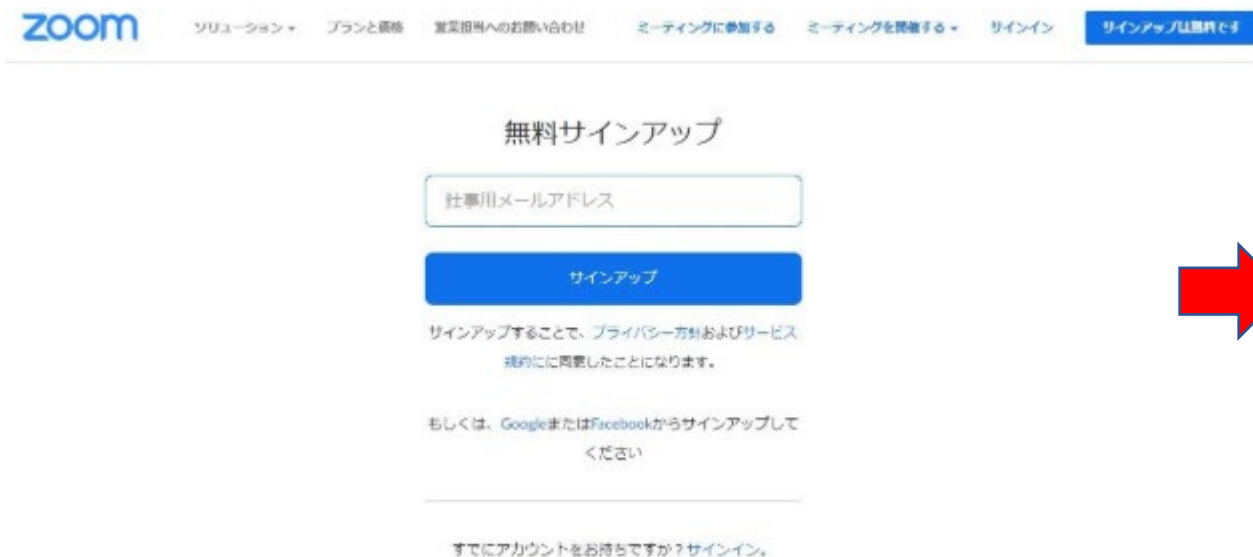 zoom
ソリューション プランと価格 営業担当へのお問い合わせ ミーティングに参加する ミーティングを開催する サインイン サインアップは無料です
無料サインアップ
仕事用メールアドレス
サインアップ
サインアップすることで、プライバシー方針およびサービス
規約にに同意したことになります。
もしくは、GoogleまたはFacebookからサインアップして
ください
すでにアカウントをお持ちですか？サインイン。